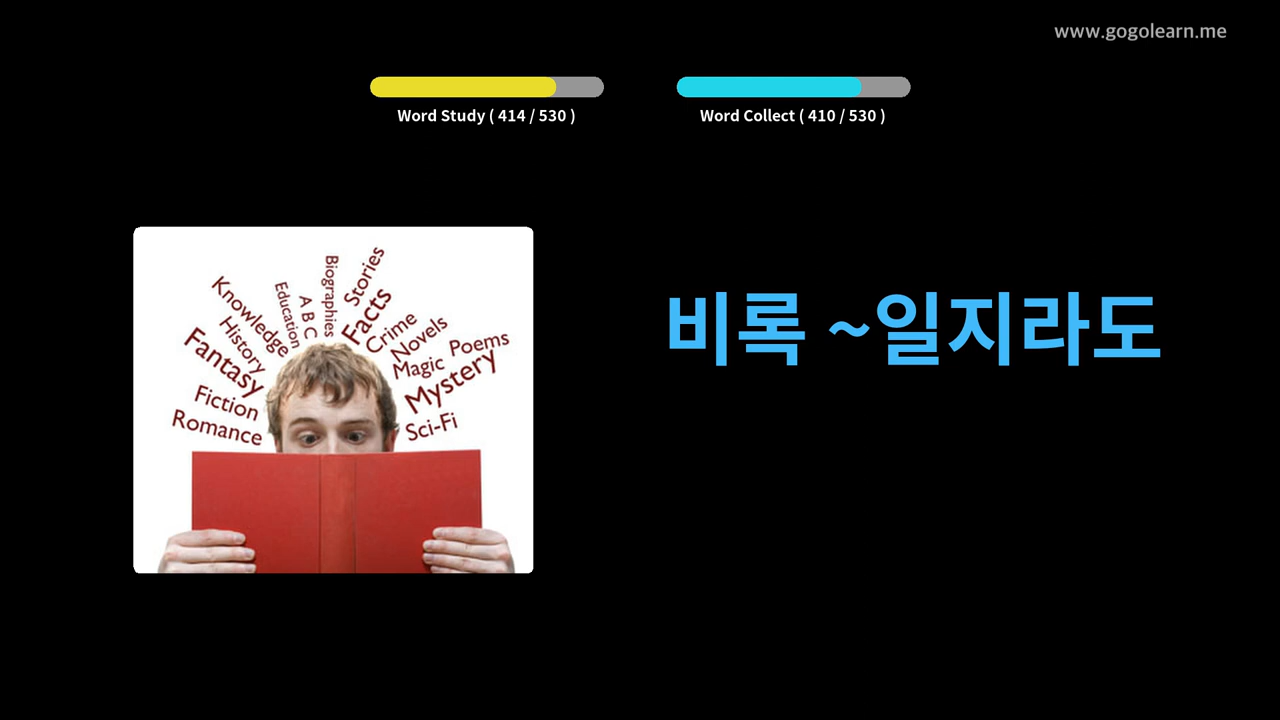 www.gogolearn.me
Word Study ( 414 / 530 )
Word Collect ( 410 / 530 )
비록 ~일지라도
Stories
Biographies
Facts
A B C
Education
Knowledge
Crime
Novels
History
Poems
Fantasy
Magic
Mystery
Fiction
Sci-Fi
Romance